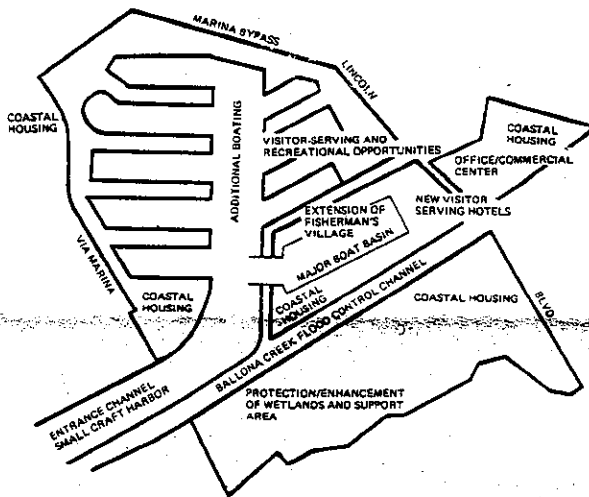 MARINA BYPASS
LINCOLN
COASTAL
HOUSING
ADDITIONAL BOATING
VISITOR-SERVING AND
RECREATIONAL OPPORTUNITIES
COASTAL
HOUSING
OFFICE/COMMERCIAL
CENTER
NEW VISITOR
SERVING HOTELS
EXTENSION OF
FISHERMAN'S
VILLAGE
MAJOR BOAT BASIN
VIA MARINA
COASTAL
HOUSING
COASTAL
HOUSING
COASTAL HOUSING
BLVD.
BALLONA CREEK FLOOD CONTROL CHANNEL
ENTRANCE CHANNEL
SMALL CRAFT HARBOR
PROTECTION/ENHANCEMENT
OF WETLANDS AND SUPPORT
AREA